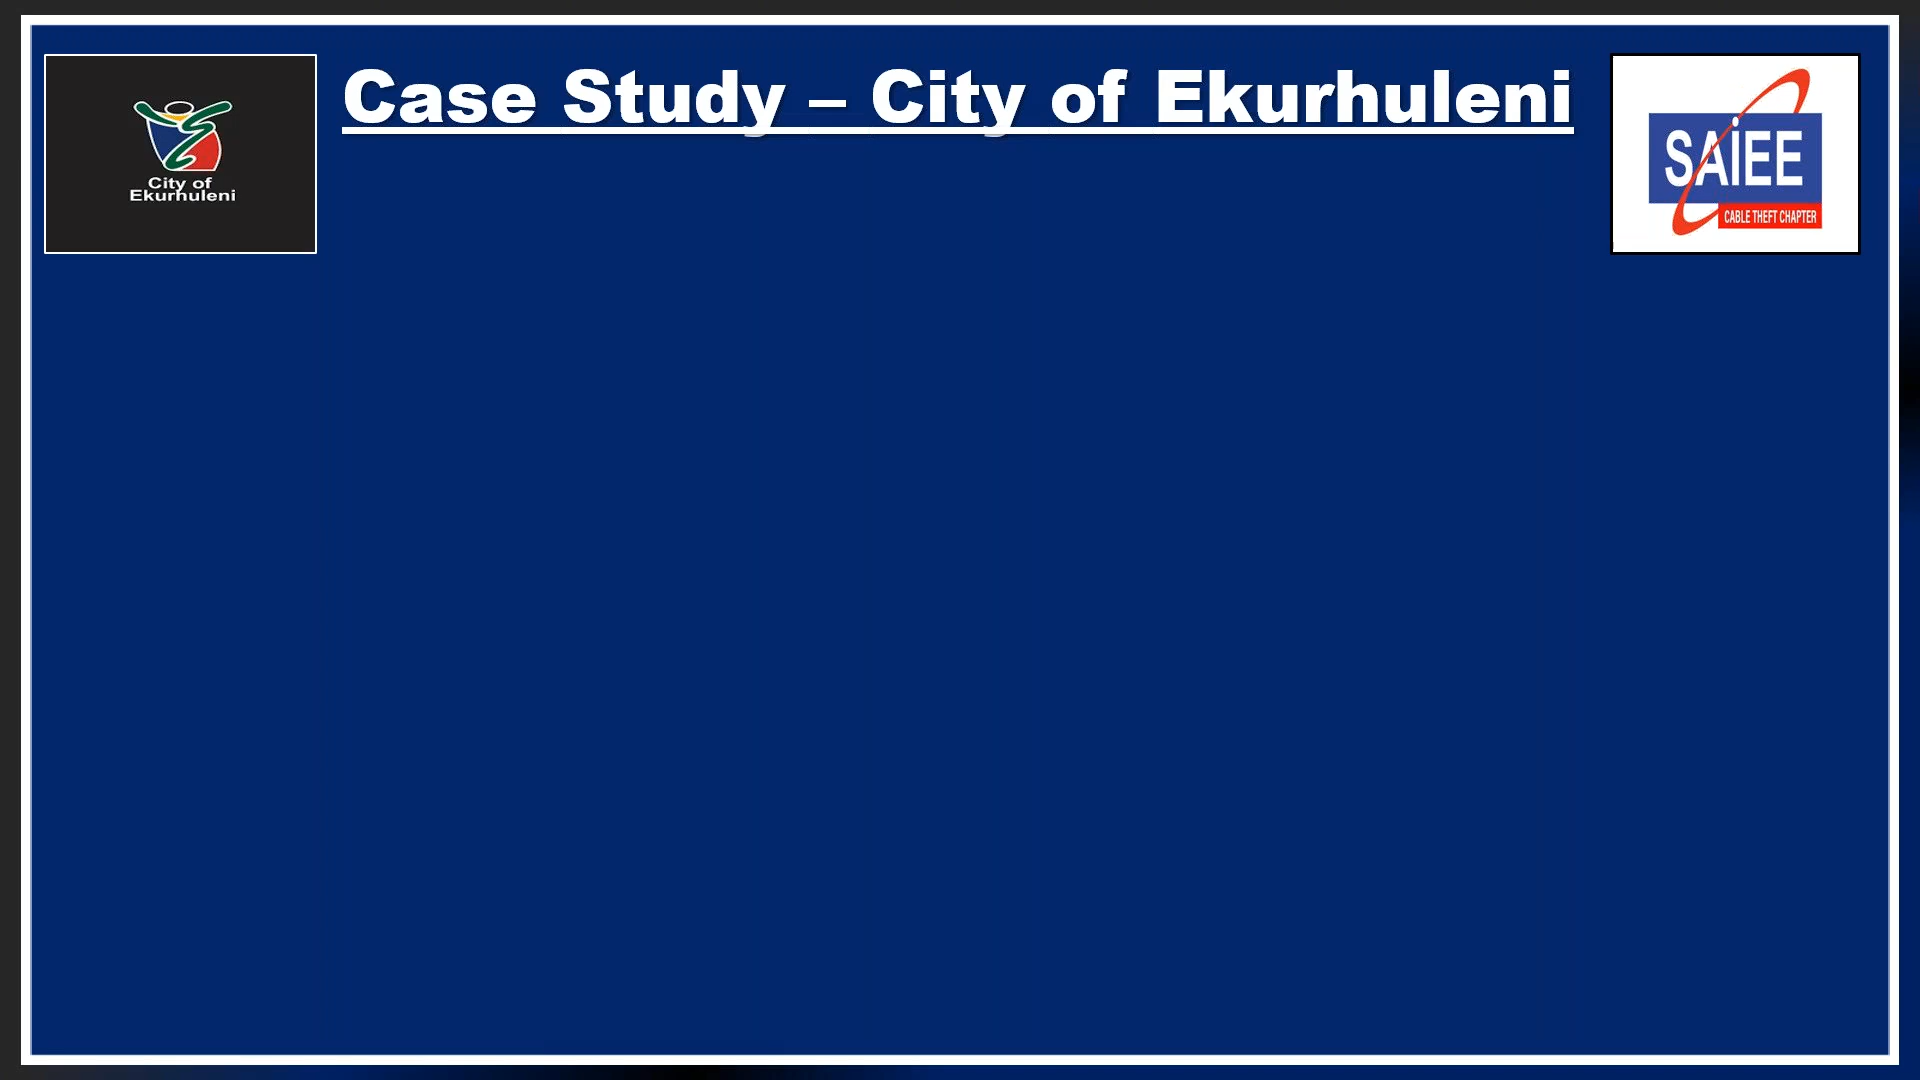 Case Study – City of Ekurhuleni
City of
Ekurhuleni
SAIEE
CABLE THEFT CHAPTER